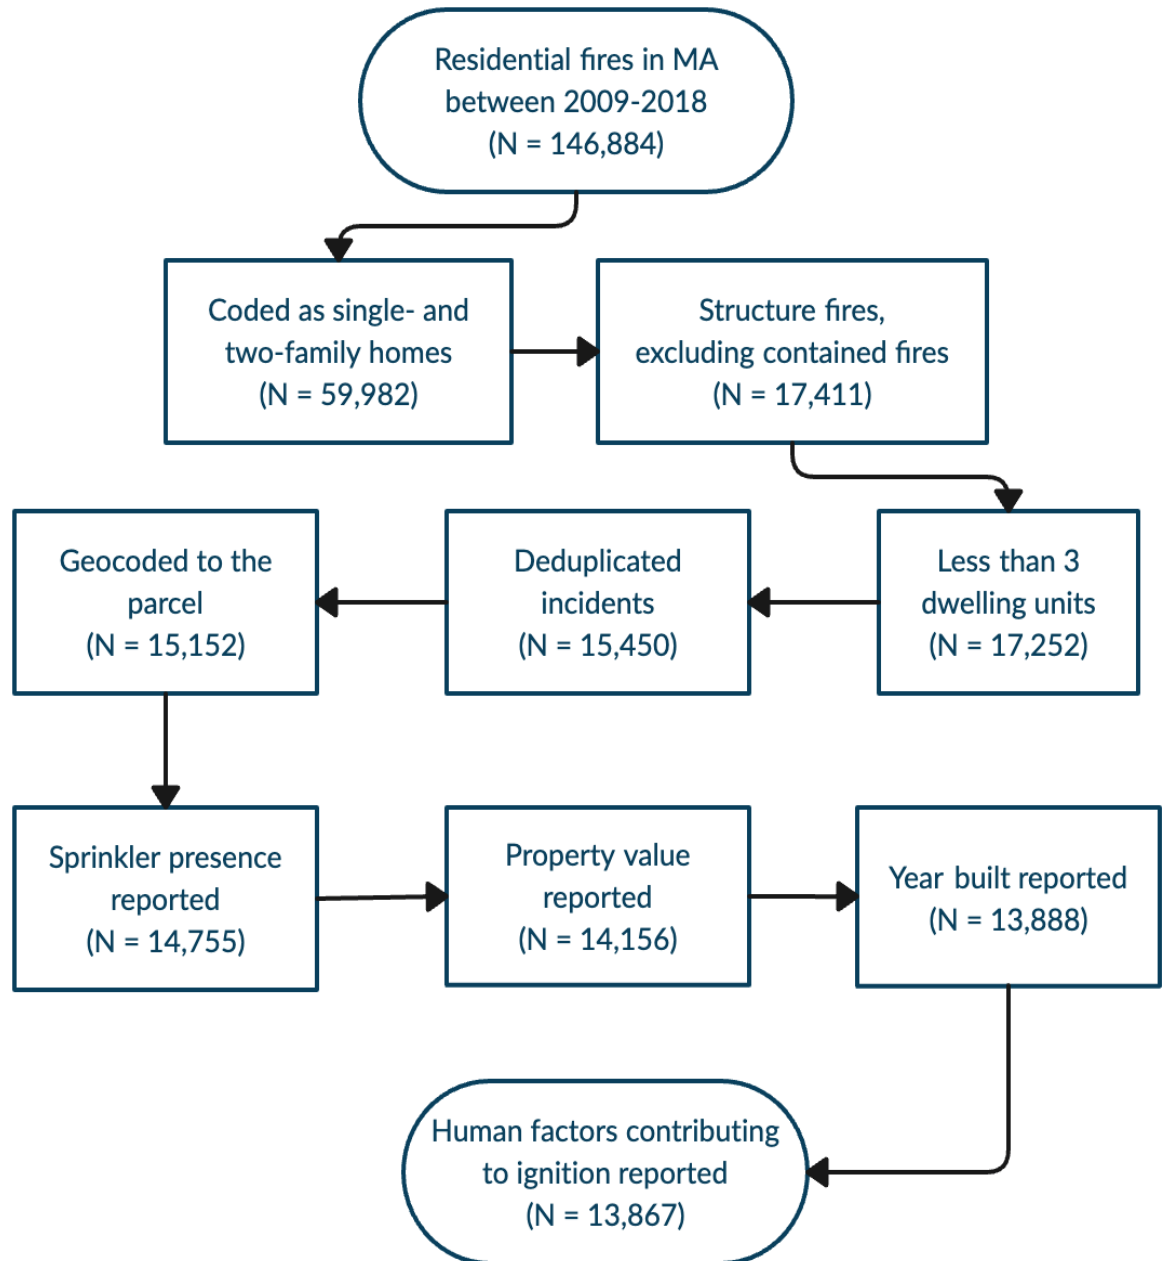 Residential fires in MA
between 2009-2018
(N = 146,884)
Coded as single- and
two-family homes
(N = 59,982)
Structure fires,
excluding contained fires
(N = 17,411)
Less than 3
dwelling units
(N = 17,252)
Deduplicated
incidents
(N = 15,450)
Geocoded to the
parcel
(N = 15,152)
Sprinkler presence
reported
(N = 14,755)
Property value
reported
(N = 14,156)
Year built reported
(N = 13,888)
Human factors contributing
to ignition reported
(N = 13,867)